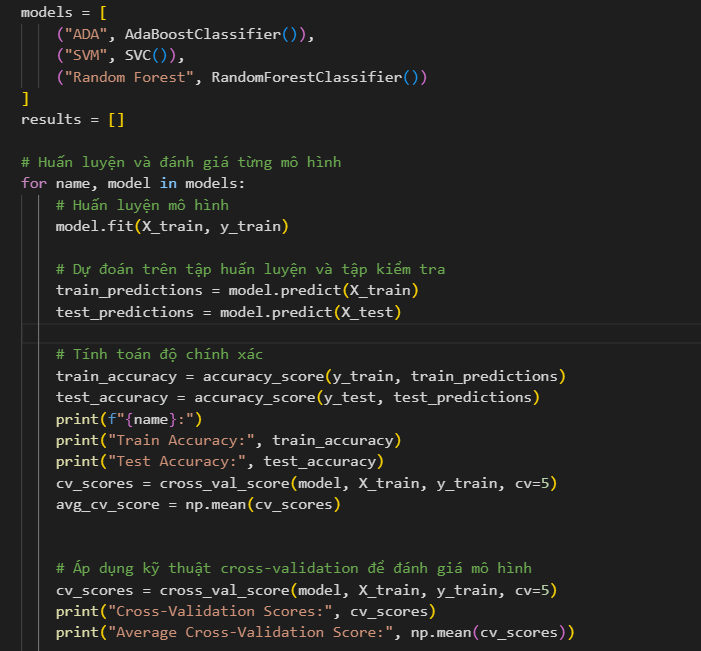 models = [
    ("ADA", AdaBoostClassifier()),
    ("SVM", SVC()),
    ("Random Forest", RandomForestClassifier())
]
results = []
# Huấn luyện và đánh giá từng mô hình
for name, model in models:
    # Huấn luyện mô hình
    model.fit(X_train, y_train)
    # Dự đoán trên tập huấn luyện và tập kiểm tra
    train_predictions = model.predict(X_train)
    test_predictions = model.predict(X_test)
    # Tính toán độ chính xác
    train_accuracy = accuracy_score(y_train, train_predictions)
    test_accuracy = accuracy_score(y_test, test_predictions)
    print(f"{name}:")
    print("Train Accuracy:", train_accuracy)
    print("Test Accuracy:", test_accuracy)
    cv_scores = cross_val_score(model, X_train, y_train, cv=5)
    avg_cv_score = np.mean(cv_scores)
    # Áp dụng kỹ thuật cross-validation để đánh giá mô hình
    cv_scores = cross_val_score(model, X_train, y_train, cv=5)
    print("Cross-Validation Scores:", cv_scores)
    print("Average Cross-Validation Score:", np.mean(cv_scores))